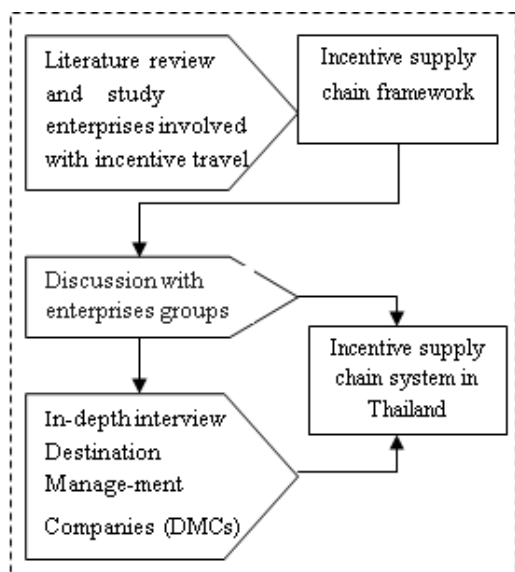 Literature review
and study
enterprises involved
with incentive travel
Incentive supply
chain framework
Discussion with
enterprises groups
Incentive supply
chain system in
Thailand
In-depth interview
Destination
Manage-ment
Companies (DMCs)